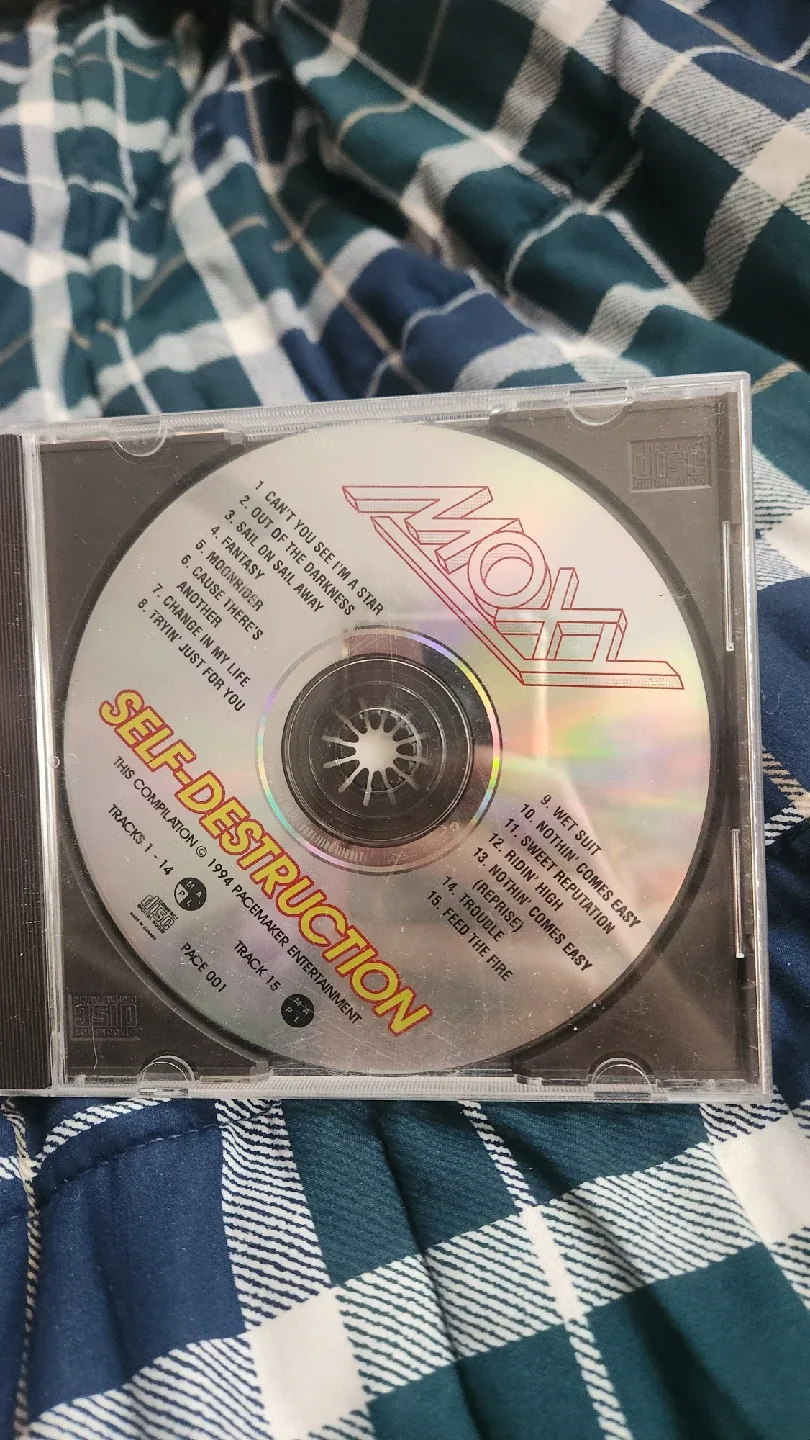 MOXY
1. CAN'T YOU SEE I'M A STAR
2. OUT OF THE DARKNESS
3. SAIL ON SAIL AWAY
4. FANTASY
5. MOONRIDER
6. CAUSE THERE'S
ANOTHER
7. CHANGE IN MY LIFE
8. TRYIN' JUST FOR YOU
SELF-DESTRUCTION
THIS COMPILATION © 1994 PACEMAKER ENTERTAINMENT
TRACKS 1 - 14
TRACK 15
PACE 001
9. WET SUIT
10. NOTHIN' COMES EASY
11. SWEET REPUTATION
12. RIDIN' HIGH
13. NOTHIN' COMES EASY
(REPRISE)
14. TROUBLE
15. FEED THE FIRE
disc
disc
disc